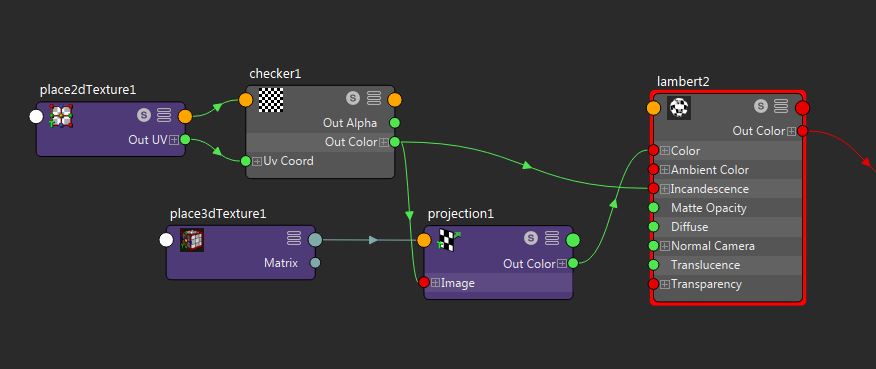 checker1
place2dTexture1
S
Out UV
S
Out Alpha
Out Color
Uv Coord
place3dTexture1
Matrix
projection1
S
Out Color
Image
lambert2
S
Out Color
Color
Ambient Color
Incandescence
Matte Opacity
Diffuse
Normal Camera
Translucence
Transparency